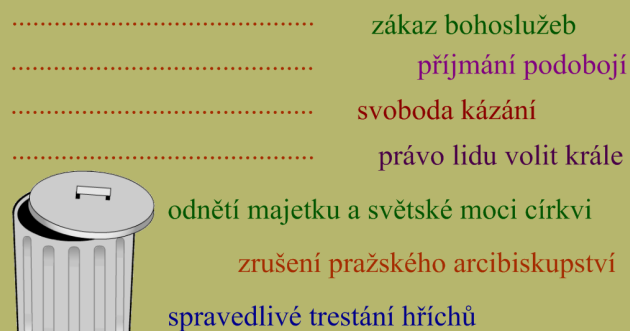 ........................................... zákaz bohoslužeb
........................................... příjmání podobojí
........................................... svoboda kázání
........................................... právo lidu volit krále
odnětí majetku a světské moci církvi
zrušení pražského arcibiskupství
spravedlivé trestání hříchů